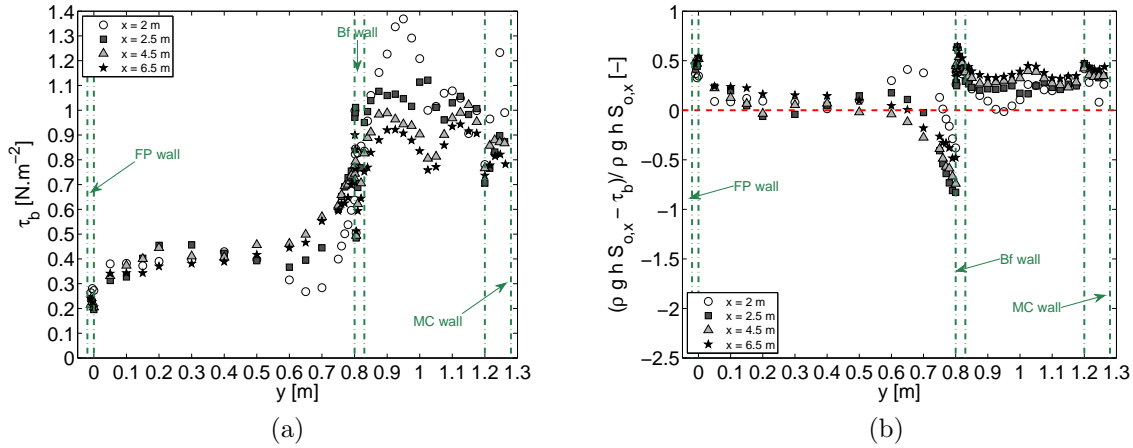 1.4
1.3
1.2
1.1
1
0.9
0.8
0.7
0.6
0.5
0.4
0.3
0.2
0.1
0
τb [N.m−2]
x = 2 m
x = 2.5 m
x = 4.5 m
x = 6.5 m
FP wall
Bf wall
MC wall
0 0.1 0.2 0.3 0.4 0.5 0.6 0.7 0.8 0.9 1 1.1 1.2 1.3
y [m]
(a)
1
0.5
0
−0.5
−1
−1.5
−2
−2.5
(ρ g h So,x − τb)/ ρ g h So,x [−]
FP wall
Bf wall
MC wall
x = 2 m
x = 2.5 m
x = 4.5 m
x = 6.5 m
0 0.1 0.2 0.3 0.4 0.5 0.6 0.7 0.8 0.9 1 1.1 1.2 1.3
y [m]
(b)